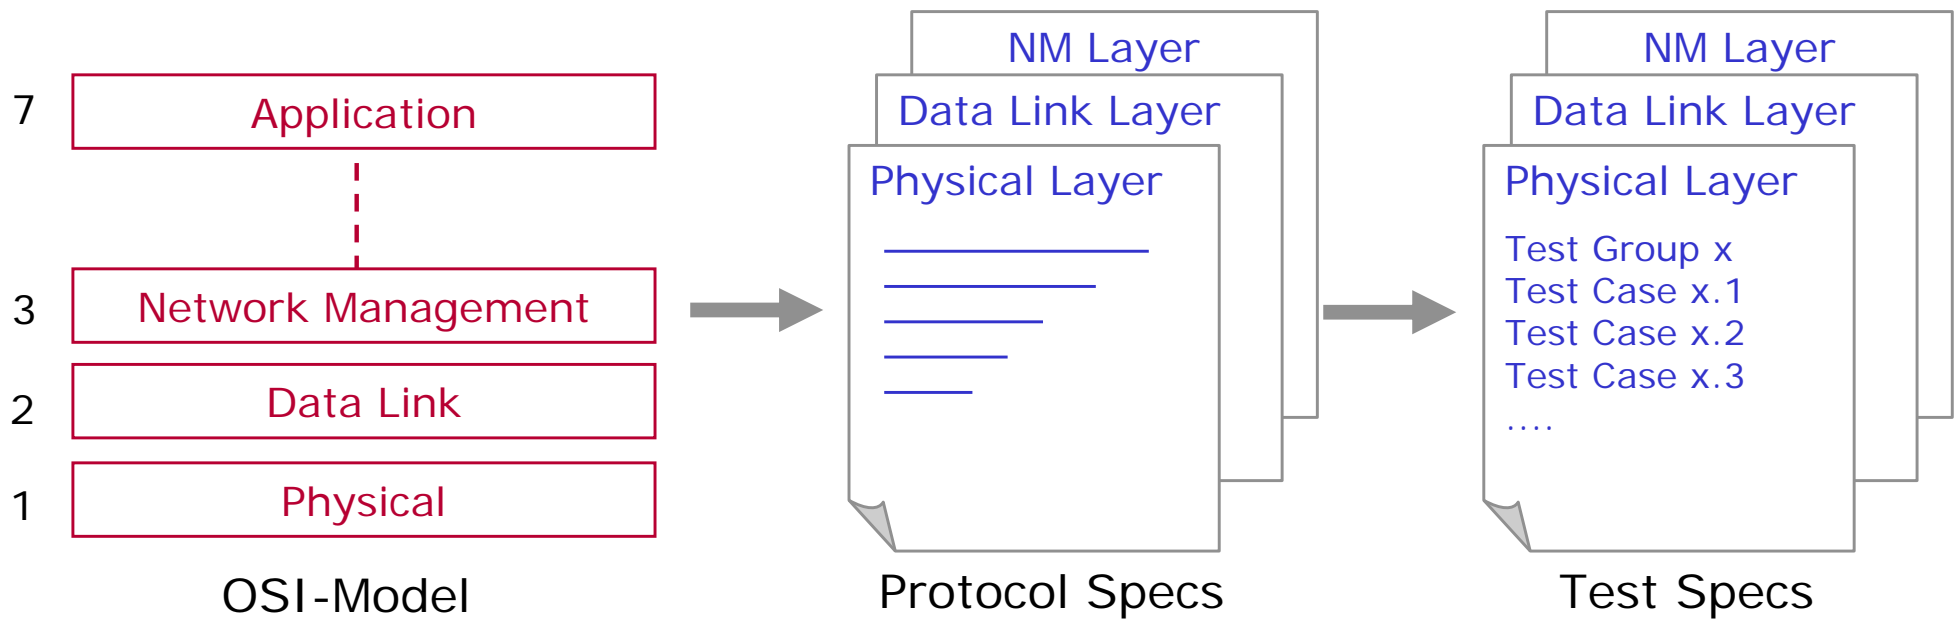 7
Application
3
Network Management
2
Data Link
1
Physical
OSI-Model
NM Layer
Data Link Layer
Physical Layer
Protocol Specs
NM Layer
Data Link Layer
Physical Layer
Test Group x
Test Case x.1
Test Case x.2
Test Case x.3
....
Test Specs